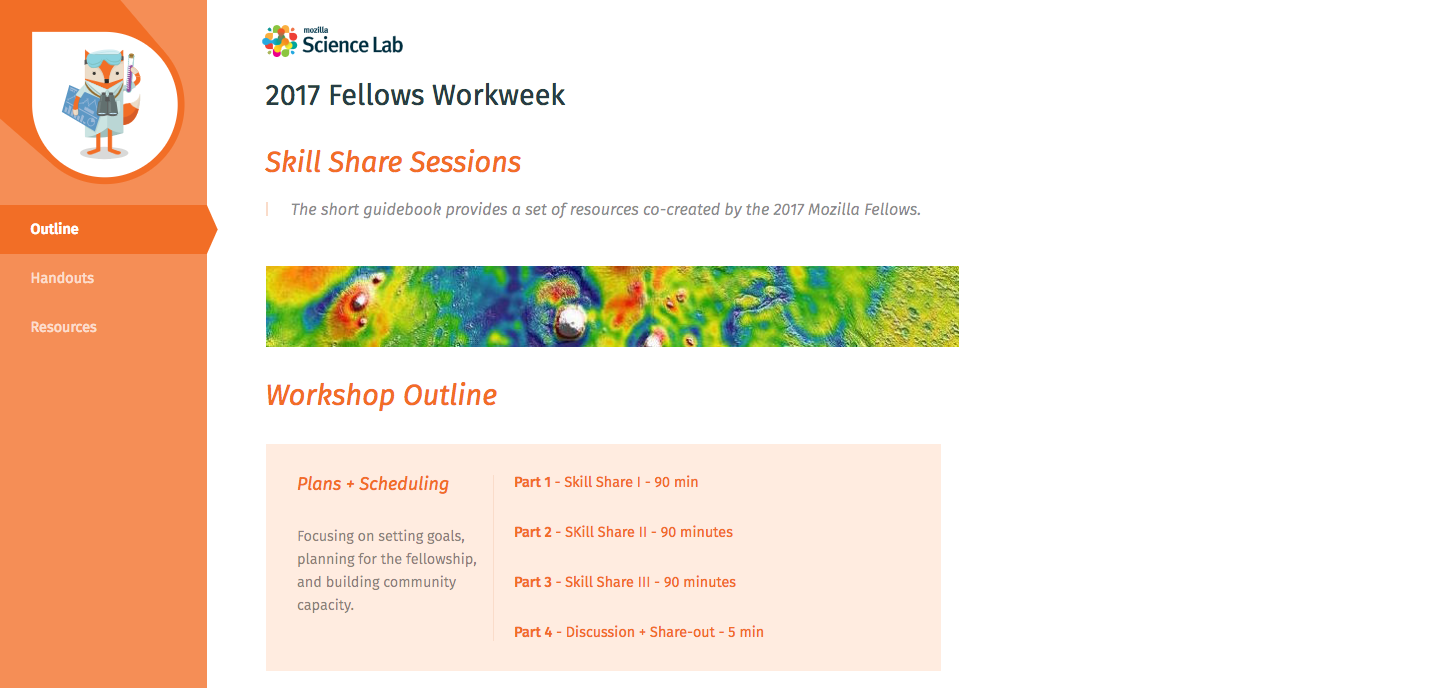 mozilla
Science Lab
2017 Fellows Workweek
Skill Share Sessions
The short guidebook provides a set of resources co-created by the 2017 Mozilla Fellows.
Outline
Handouts
Resources
Workshop Outline
Plans + Scheduling
Focusing on setting goals,
planning for the fellowship,
and building community
capacity.
Part 1 - Skill Share I - 90 min
Part 2 - SKill Share II - 90 minutes
Part 3 - Skill Share III - 90 minutes
Part 4 - Discussion + Share-out - 5 min